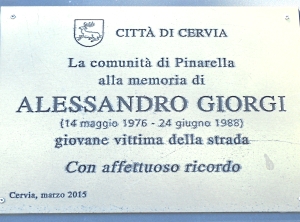 CITTÀ DI CERVIA
La comunità di Pinarella
alla memoria di
ALESSANDRO GIORGI
(14 maggio 1976 - 24 giugno 1988)
giovane vittima della strada
Con affettuoso ricordo
Cervia, marzo 2015